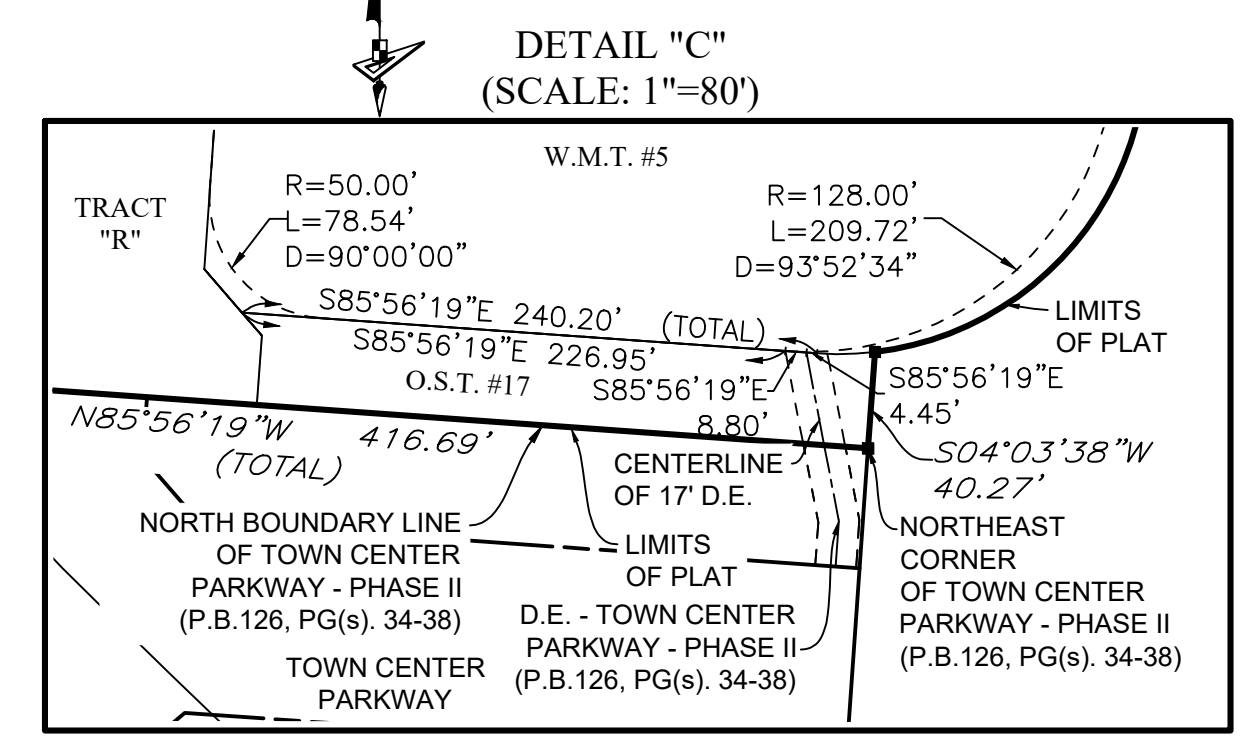 DETAIL "C"
(SCALE: 1"=80')
W.M.T. #5
TRACT
"R"
R=50.00'
L=78.54'
D=90°00'00"
R=128.00'
L=209.72'
D=93°52'34"
LIMITS
OF PLAT
S85°56'19"E 240.20' (TOTAL)
S85°56'19"E 226.95'
O.S.T. #17
S85°56'19"E
8.80'
S85°56'19"E
4.45'
S04°03'38"W
40.27'
N85°56'19"W 416.69'
(TOTAL)
CENTERLINE
OF 17' D.E.
NORTH BOUNDARY LINE
OF TOWN CENTER
PARKWAY - PHASE II
(P.B.126, PG(s). 34-38)
LIMITS
OF PLAT
D.E. - TOWN CENTER
PARKWAY - PHASE II
(P.B.126, PG(s). 34-38)
NORTHEAST
CORNER
OF TOWN CENTER
PARKWAY - PHASE II
(P.B.126, PG(s). 34-38)
TOWN CENTER
PARKWAY